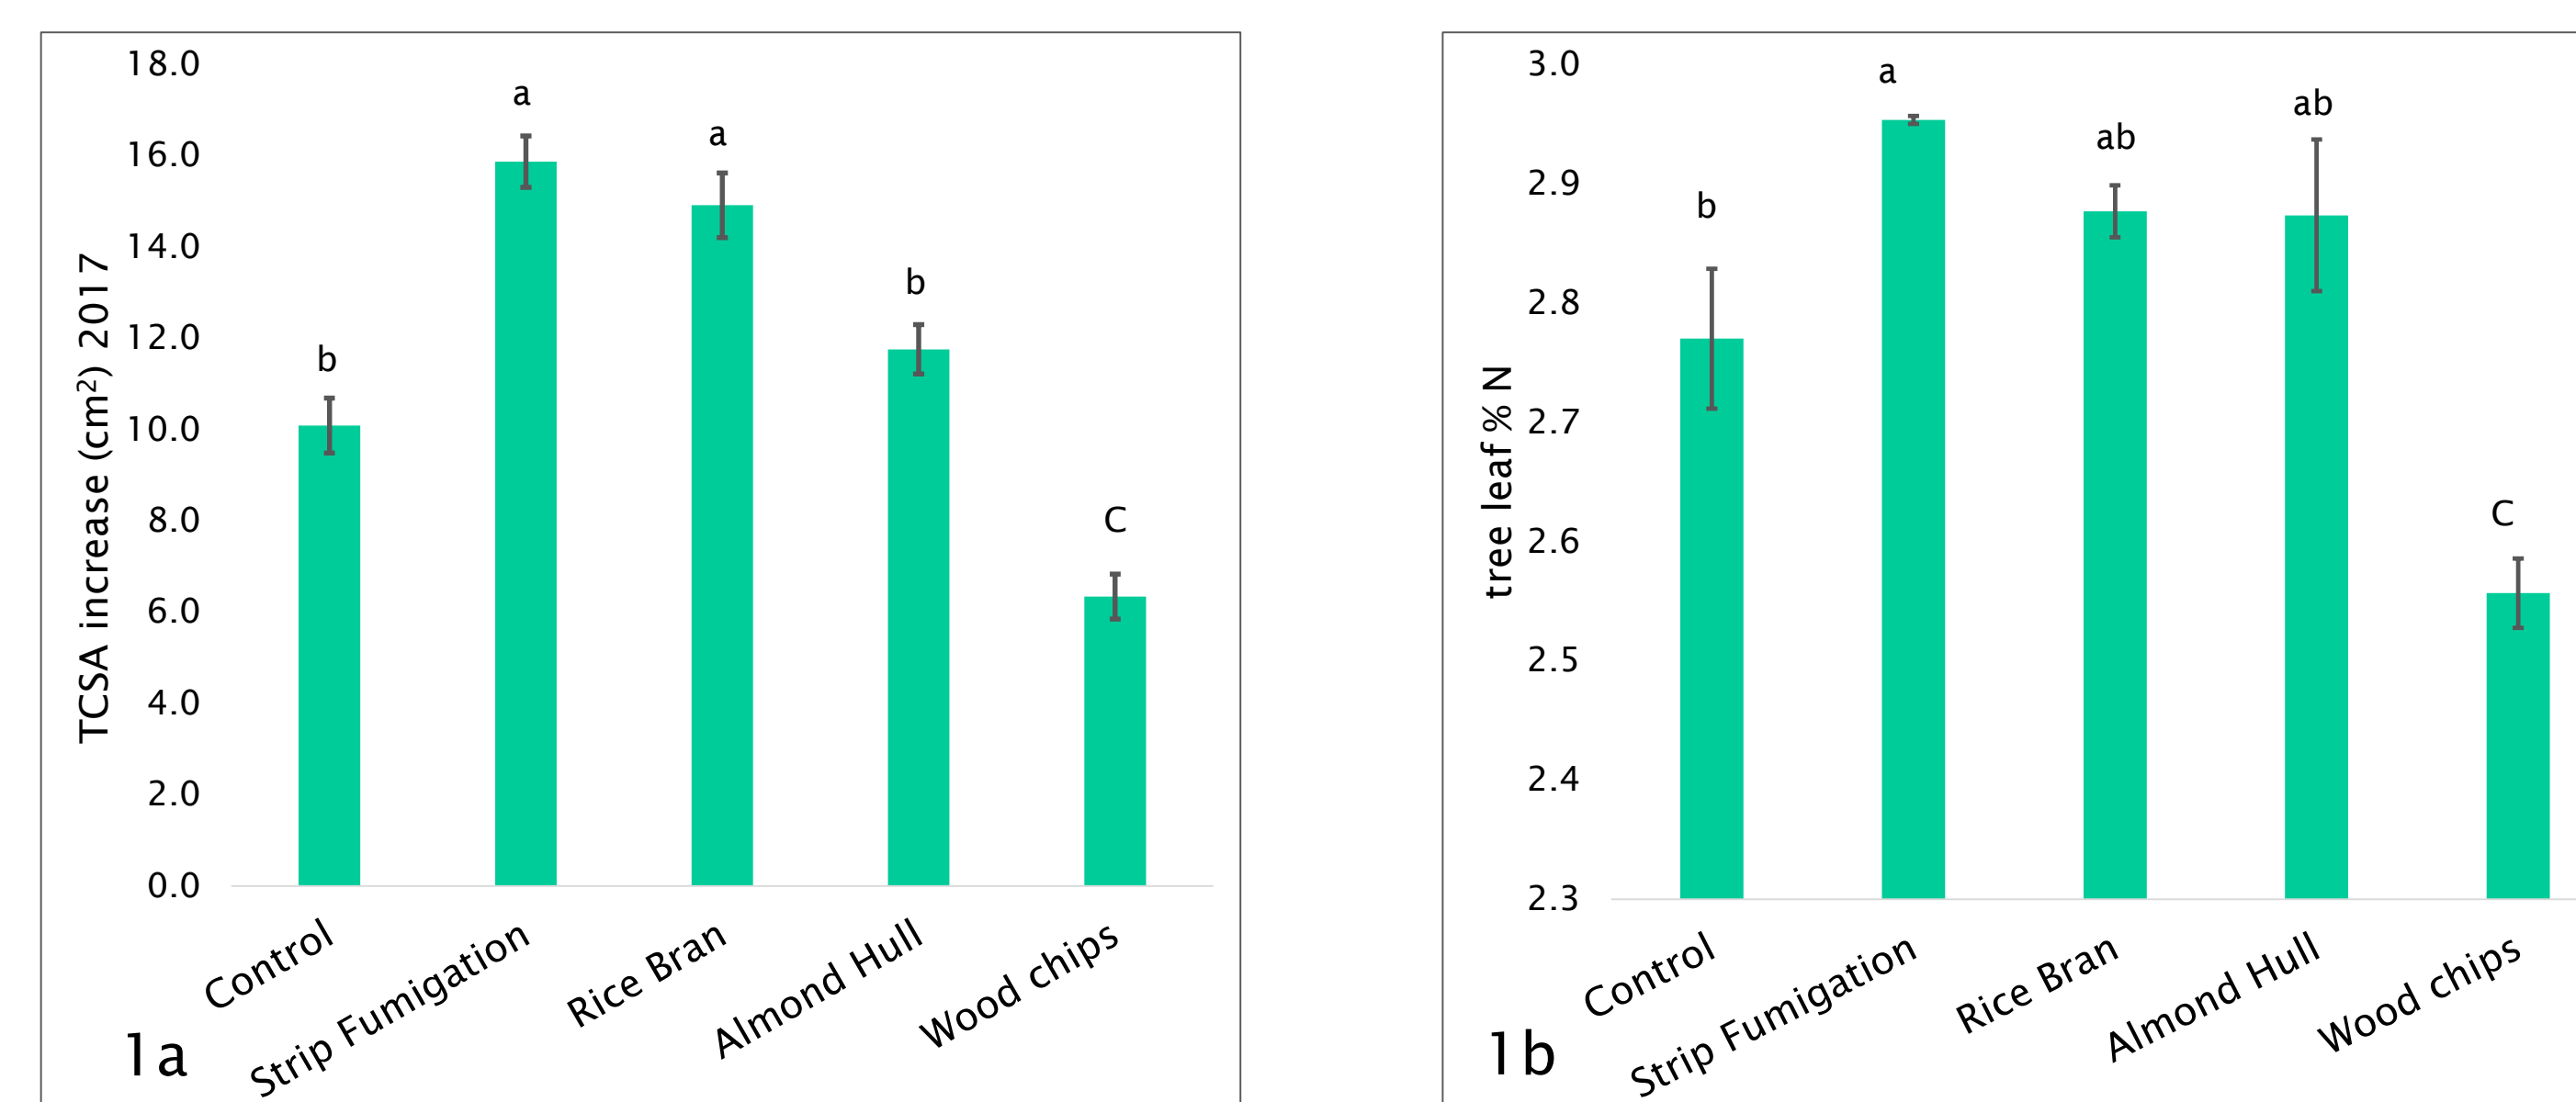 TCSA increase (cm²) 2017
18.0
16.0
14.0
12.0
10.0
8.0
6.0
4.0
2.0
0.0
b
a
a
b
C
Control
Strip Fumigation
Rice Bran
Almond Hull
Wood chips
1a
tree leaf % N
3.0
2.9
2.8
2.7
2.6
2.5
2.4
2.3
b
a
ab
ab
C
Control
Strip Fumigation
Rice Bran
Almond Hull
Wood chips
1b